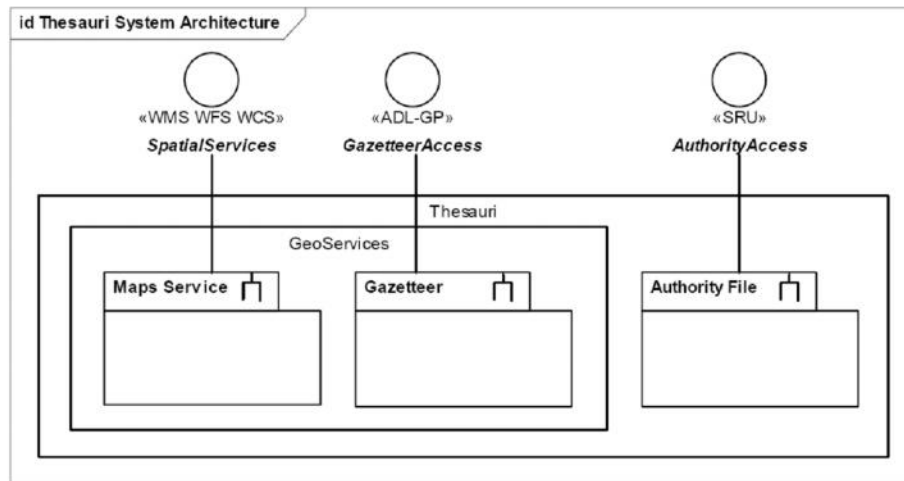 id Thesauri System Architecture
«WMS WFS WCS»
SpatialServices
«ADL-GP»
GazetteerAccess
«SRU»
AuthorityAccess
Thesauri
GeoServices
Maps Service
Gazetteer
Authority File